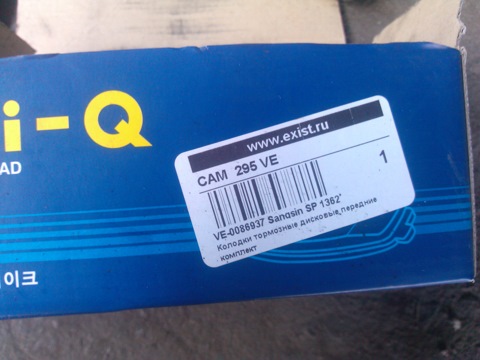 i-Q
AD
www.exist.ru
CAM 295 VE
1
VE-0086937 Sangsin SP 1362
Колодки тормозные дисковые передние
комплект
이크